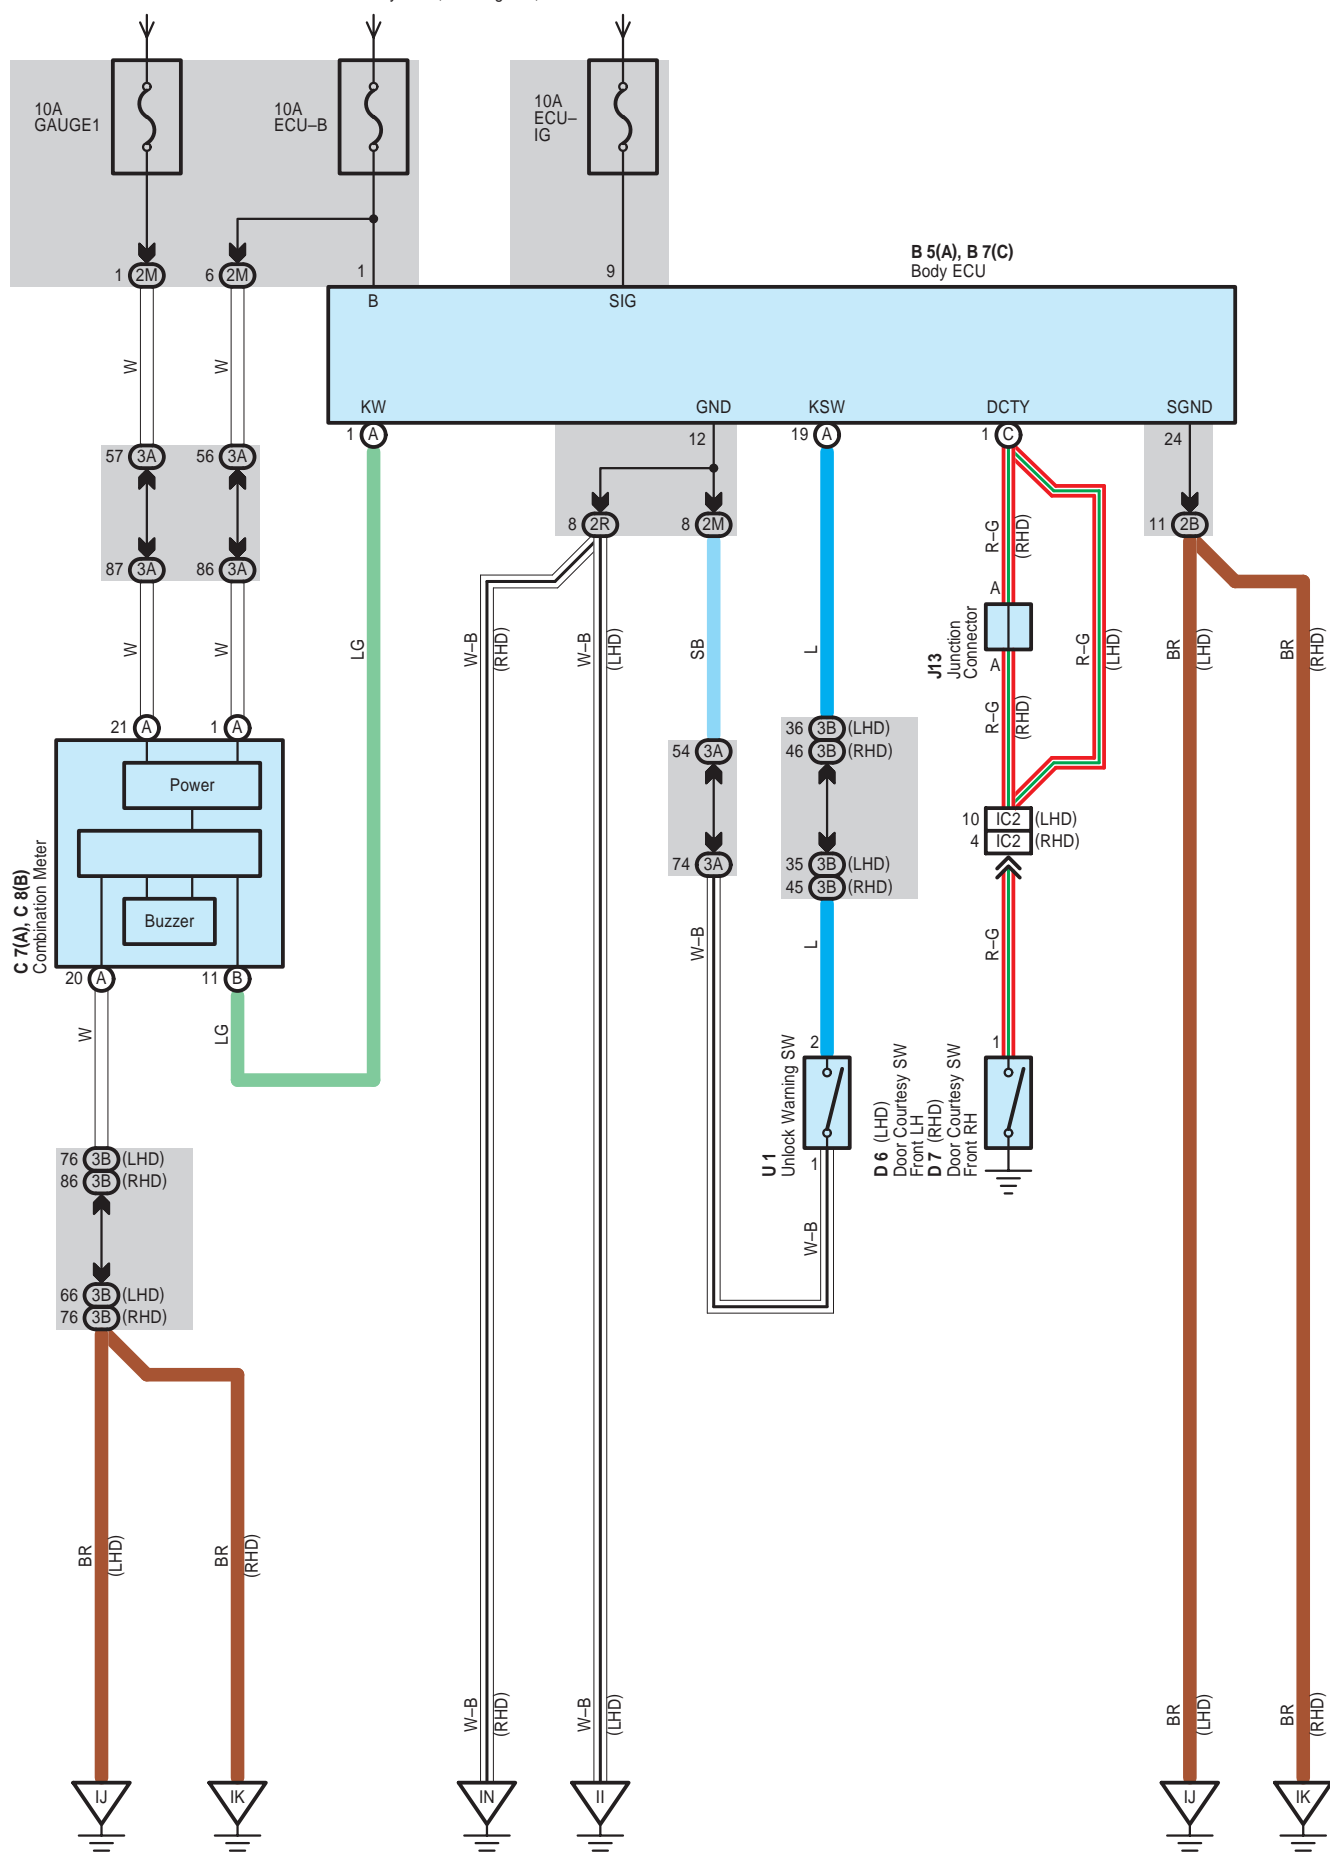 10A
GAUGE1
10A
ECU–B
10A
ECU–
IG
1 2M
6 2M
1
9
B 5(A), B 7(C)
Body ECU
B
SIG
W
W
KW
GND
KSW
DCTY
SGND
1 A
12
19 A
1 C
24
57 3A
56 3A
8 2R
8 2M
11 2B
R–G
(RHD)
87 3A
86 3A
A
W
W
LG
W–B
(RHD)
W–B
(LHD)
SB
L
J13
Junction
Connector
A
R–G
(LHD)
BR
(LHD)
BR
(RHD)
R–G
(RHD)
21 A
1 A
36 3B (LHD)
46 3B (RHD)
54 3A
Power
10 IC2 (LHD)
4 IC2 (RHD)
74 3A
35 3B (LHD)
45 3B (RHD)
C 7(A), C 8(B)
Combination Meter
Buzzer
W–B
L
R–G
20 A
11 B
W
LG
2
1
U 1
Unlock Warning SW
D 6 (LHD)
Door Courtesy SW
Front LH
D 7 (RHD)
Door Courtesy SW
Front RH
1
76 3B (LHD)
86 3B (RHD)
W–B
66 3B (LHD)
76 3B (RHD)
BR
(LHD)
BR
(RHD)
W–B
(RHD)
W–B
(LHD)
BR
(LHD)
BR
(RHD)
IJ
IK
IN
II
IJ
IK